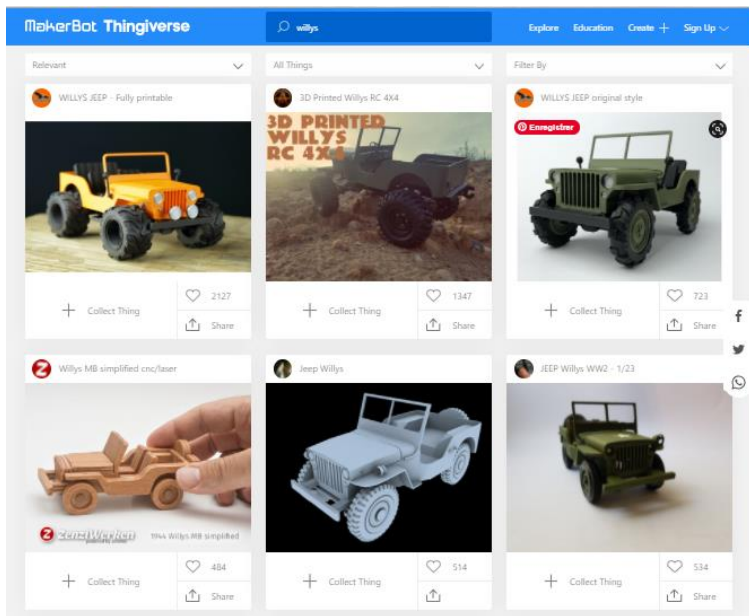 MakerBot Thingiverse
willys
Explore Education Create Sign Up
Relevant
All Things
Filter By
WILLYS JEEP - Fully printable
3D Printed Willys RC 4X4
WILLYS JEEP original style
3D PRINTED
WILLYS
RC 4X4
Enregistrer
Collect Thing
2127
Share
Collect Thing
1347
Share
Collect Thing
723
Share
Willys MB simplified cnc/laser
Jeep Willys
JEEP Willys WW2 - 1/23
ZenziWerken
1944 Willys MB simplified
Collect Thing
484
Share
Collect Thing
514
Collect Thing
534
Share